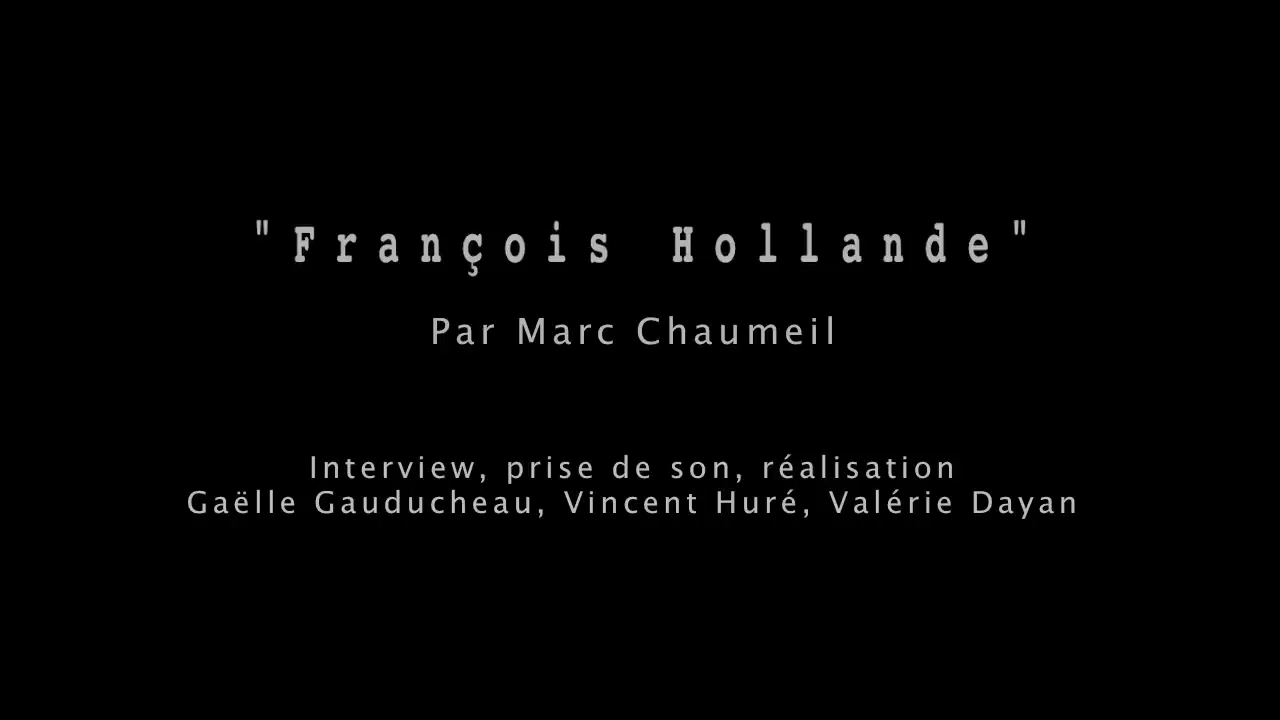 "François Hollande"
Par Marc Chaumeil
Interview, prise de son, réalisation
Gaëlle Gauducheau, Vincent Huré, Valérie Dayan